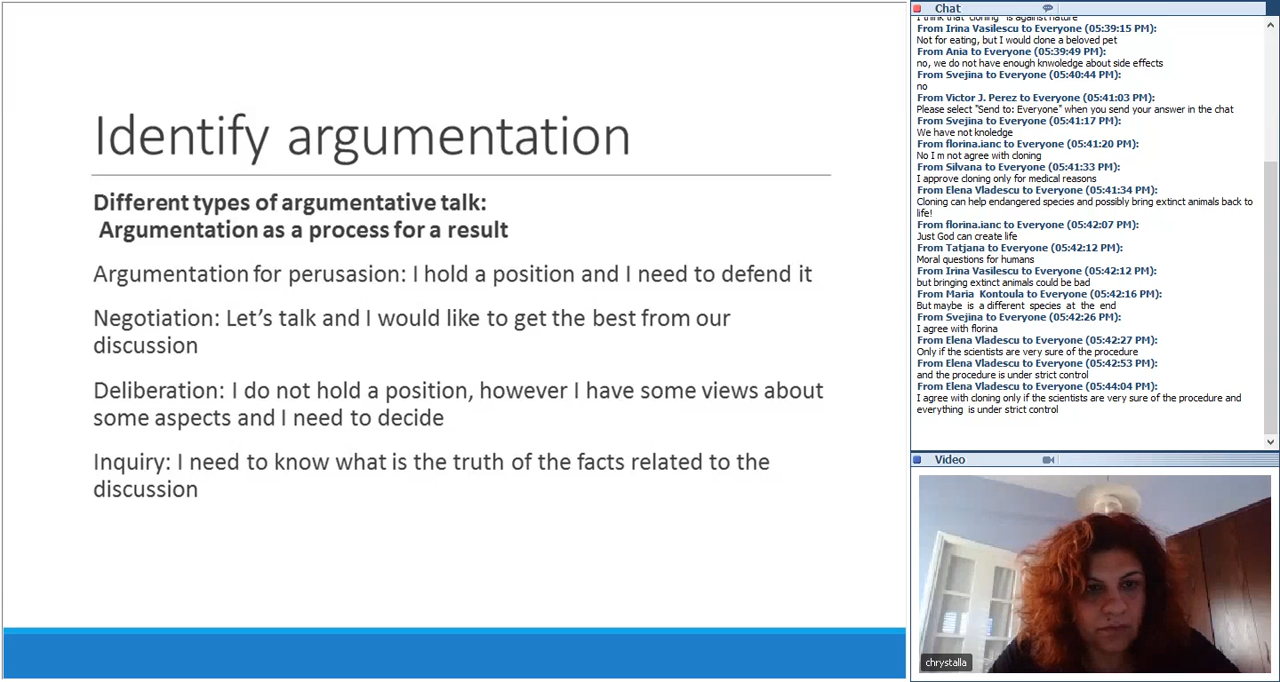 Identify argumentation
Different types of argumentative talk:
Argumentation as a process for a result
Argumentation for perusasion: I hold a position and I need to defend it
Negotiation: Let's talk and I would like to get the best from our
discussion
Deliberation: I do not hold a position, however I have some views about
some aspects and I need to decide
Inquiry: I need to know what is the truth of the facts related to the
discussion
Chat
I think that "cloning" is against nature
From Irina Vasilescu to Everyone (05:39:15 PM):
Not for eating, but I would clone a beloved pet
From Ania to Everyone (05:39:49 PM):
no, we do not have enough knwoledge about side effects
From Svejina to Everyone (05:40:44 PM):
no
From Victor J. Perez to Everyone (05:41:03 PM):
Please select "Send to: Everyone" when you send your answer in the chat
From Svejina to Everyone (05:41:17 PM):
We have not knoledge
From florina.ianc to Everyone (05:41:20 PM):
No I m not agree with cloning
From Silvana to Everyone (05:41:33 PM):
I approve cloning only for medical reasons
From Elena Vladescu to Everyone (05:41:34 PM):
Cloning can help endangered species and possibly bring extinct animals back to
life!
From florina.ianc to Everyone (05:42:07 PM):
Just God can create life
From Tatjana to Everyone (05:42:12 PM):
Moral questions for humans
From Irina Vasilescu to Everyone (05:42:12 PM):
but bringing extinct animals could be bad
From Maria Kontoula to Everyone (05:42:16 PM):
But maybe is a different species at the end
From Svejina to Everyone (05:42:26 PM):
I agree with florina
From Elena Vladescu to Everyone (05:42:27 PM):
Only if the scientists are very sure of the procedure
From Elena Vladescu to Everyone (05:42:53 PM):
and the procedure is under strict control
From Elena Vladescu to Everyone (05:44:04 PM):
I agree with cloning only if the scientists are very sure of the procedure and
everything is under strict control
Video
chrystalla